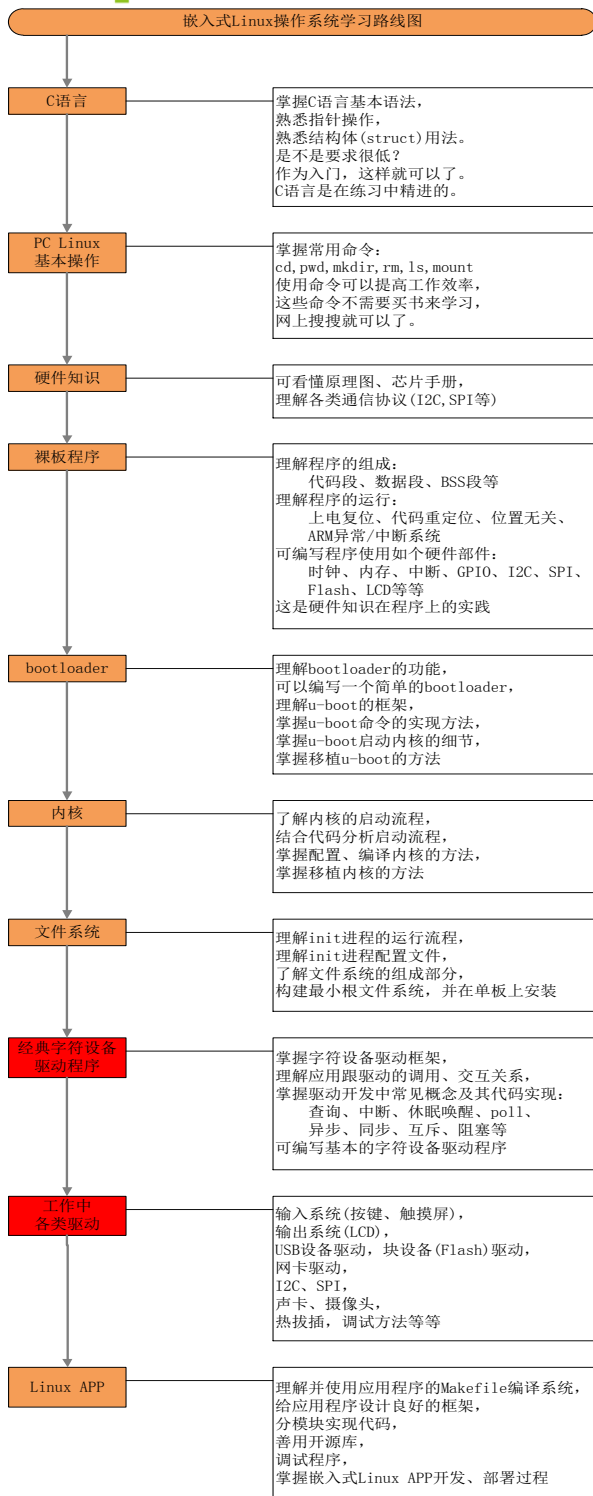 嵌入式Linux操作系统学习路线图
C语言
掌握C语言基本语法，
熟悉指针操作，
熟悉结构体(struct)用法。
是不是要求很低？
作为入门，这样就可以了。
C语言是在练习中精进的。
PC Linux
基本操作
掌握常用命令：
cd,pwd,mkdir,rm,ls,mount
使用命令可以提高工作效率，
这些命令不需要买书来学习，
网上搜搜就可以了。
硬件知识
可看懂原理图、芯片手册，
理解各类通信协议(I2C,SPI等)
裸板程序
理解程序的组成：
代码段、数据段、BSS段等
理解程序的运行：
上电复位、代码重定位、位置无关、
ARM异常/中断系统
可编写程序使用如个硬件部件：
时钟、内存、中断、GPIO、I2C、SPI、
Flash、LCD等等
这是硬件知识在程序上的实践
bootloader
理解bootloader的功能，
可以编写一个简单的bootloader，
理解u-boot的框架，
掌握u-boot命令的实现方法，
掌握u-boot启动内核的细节，
掌握移植u-boot的方法
内核
了解内核的启动流程，
结合代码分析启动流程，
掌握配置、编译内核的方法，
掌握移植内核的方法
文件系统
理解init进程的运行流程，
理解init进程配置文件，
了解文件系统的组成部分，
构建最小根文件系统，并在单板上安装
经典字符设备
驱动程序
掌握字符设备驱动框架，
理解应用跟驱动的调用、交互关系，
掌握驱动开发中常见概念及其代码实现：
查询、中断、休眠唤醒、poll、
异步、同步、互斥、阻塞等
可编写基本的字符设备驱动程序
工作中
各类驱动
输入系统(按键、触摸屏)，
输出系统(LCD)，
USB设备驱动，块设备(Flash)驱动，
网卡驱动，
I2C、SPI，
声卡、摄像头，
热拔插，调试方法等等
Linux APP
理解并使用应用程序的Makefile编译系统，
给应用程序设计良好的框架，
分模块实现代码，
善用开源库，
调试程序，
掌握嵌入式Linux APP开发、部署过程